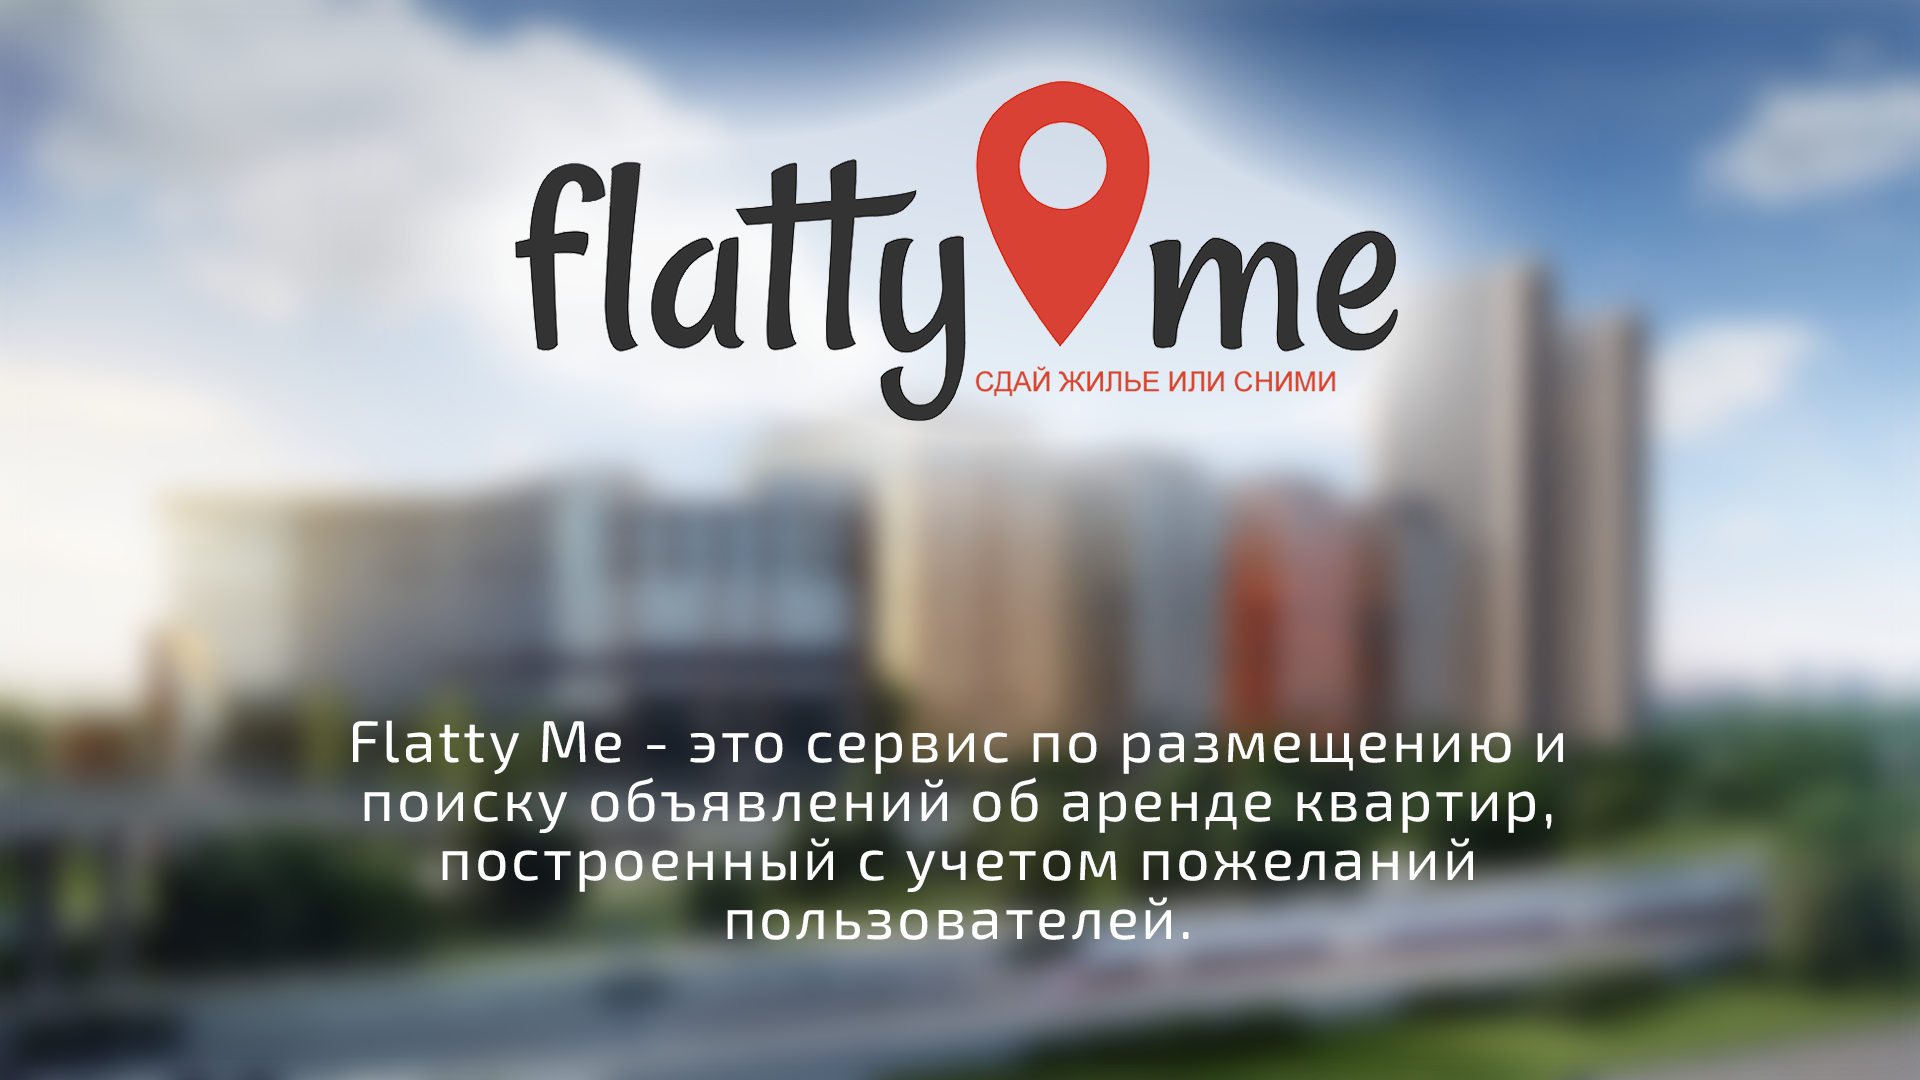 flatty me
СДАЙ ЖИЛЬЕ ИЛИ СНИМИ
Flatty Me - это сервис по размещению и
поиску объявлений об аренде квартир,
построенный с учетом пожеланий
пользователей.